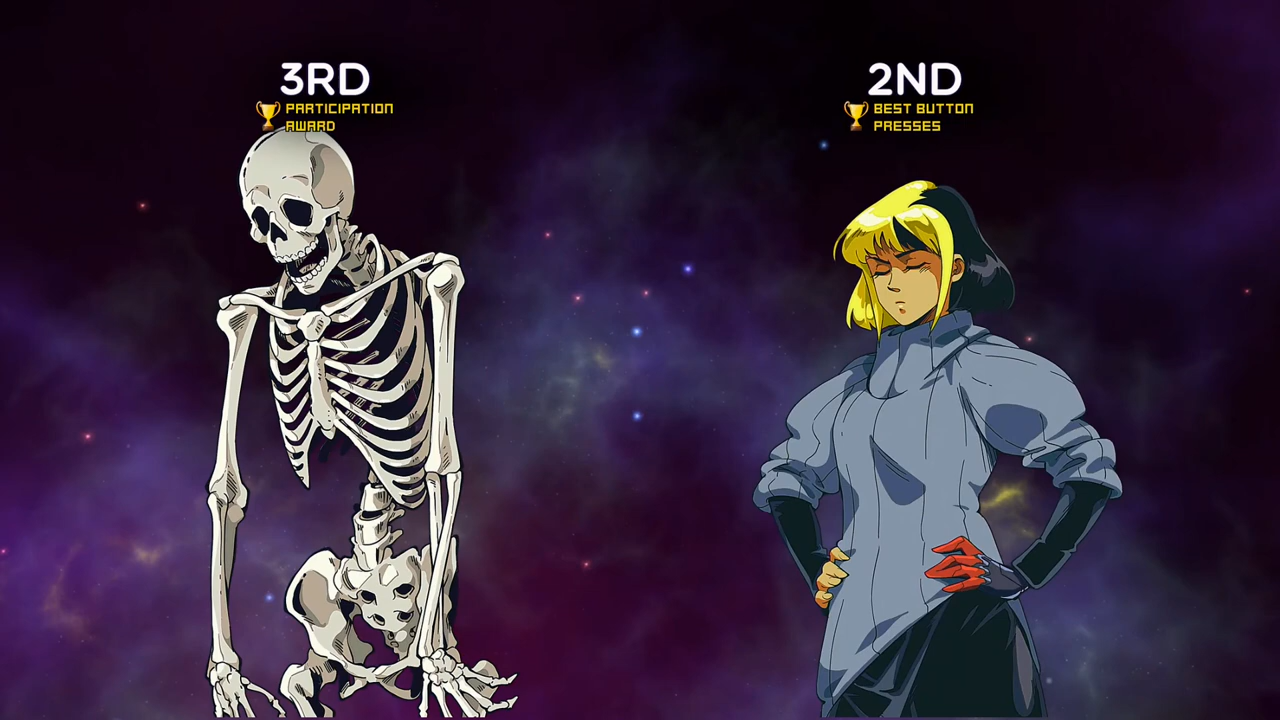 3RD
PARTICIPATION
AWARD
2ND
BEST BUTTON
PRESSES